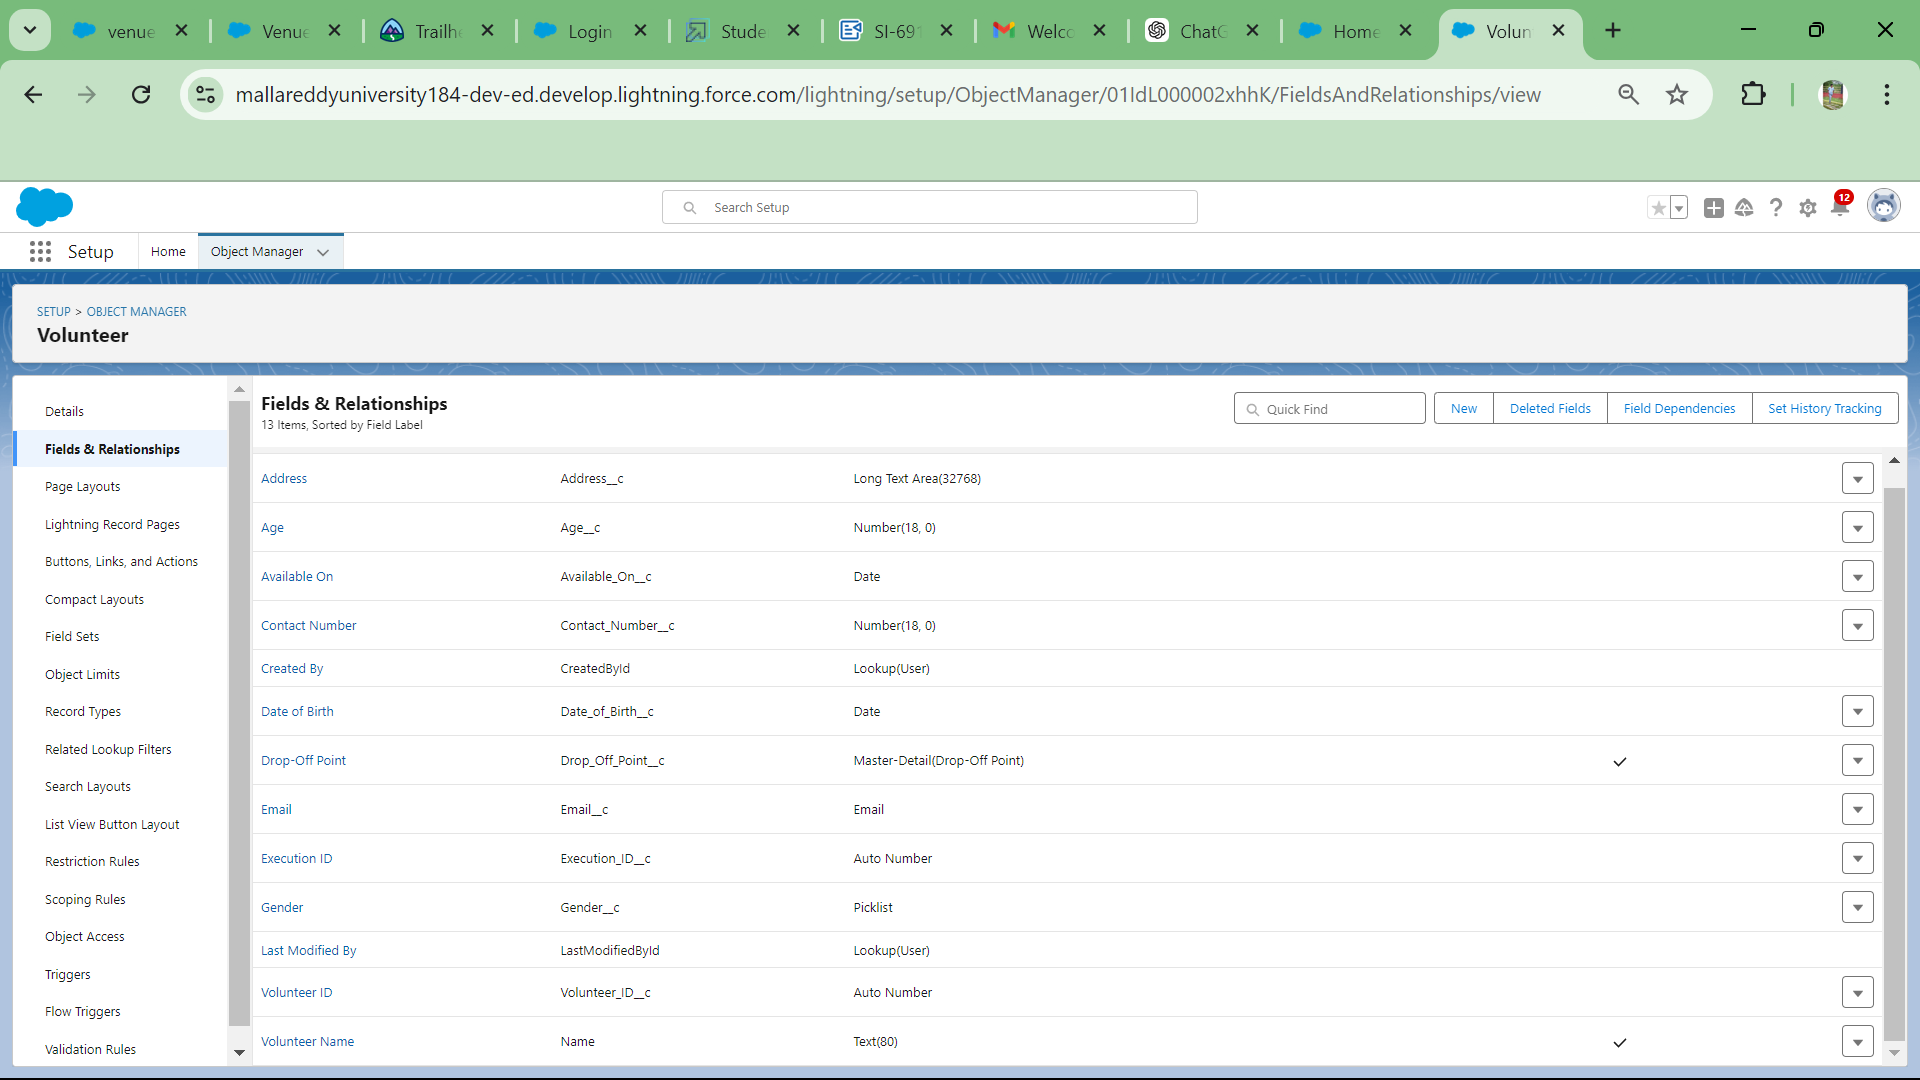 venue
Venue
Trailh
Login
Stude
SI-691
Welco
ChatG
Home
Volun
mallareddyuniversity184-dev-ed.develop.lightning.force.com/lightning/setup/ObjectManager/01IdL000002xhhK/FieldsAndRelationships/view
Search Setup
12
Setup
Home
Object Manager
SETUP > OBJECT MANAGER
Volunteer
Details
Fields & Relationships
Page Layouts
Lightning Record Pages
Buttons, Links, and Actions
Compact Layouts
Field Sets
Object Limits
Record Types
Related Lookup Filters
Search Layouts
List View Button Layout
Restriction Rules
Scoping Rules
Object Access
Triggers
Flow Triggers
Validation Rules
Fields & Relationships
13 Items, Sorted by Field Label
Quick Find
New
Deleted Fields
Field Dependencies
Set History Tracking
Address Address__c Long Text Area(32768)
Age Age__c Number(18, 0)
Available On Available_On__c Date
Contact Number Contact_Number__c Number(18, 0)
Created By CreatedById Lookup(User)
Date of Birth Date_of_Birth__c Date
Drop-Off Point Drop_Off_Point__c Master-Detail(Drop-Off Point)
Email Email__c Email
Execution ID Execution_ID__c Auto Number
Gender Gender__c Picklist
Last Modified By LastModifiedById Lookup(User)
Volunteer ID Volunteer_ID__c Auto Number
Volunteer Name Name Text(80)